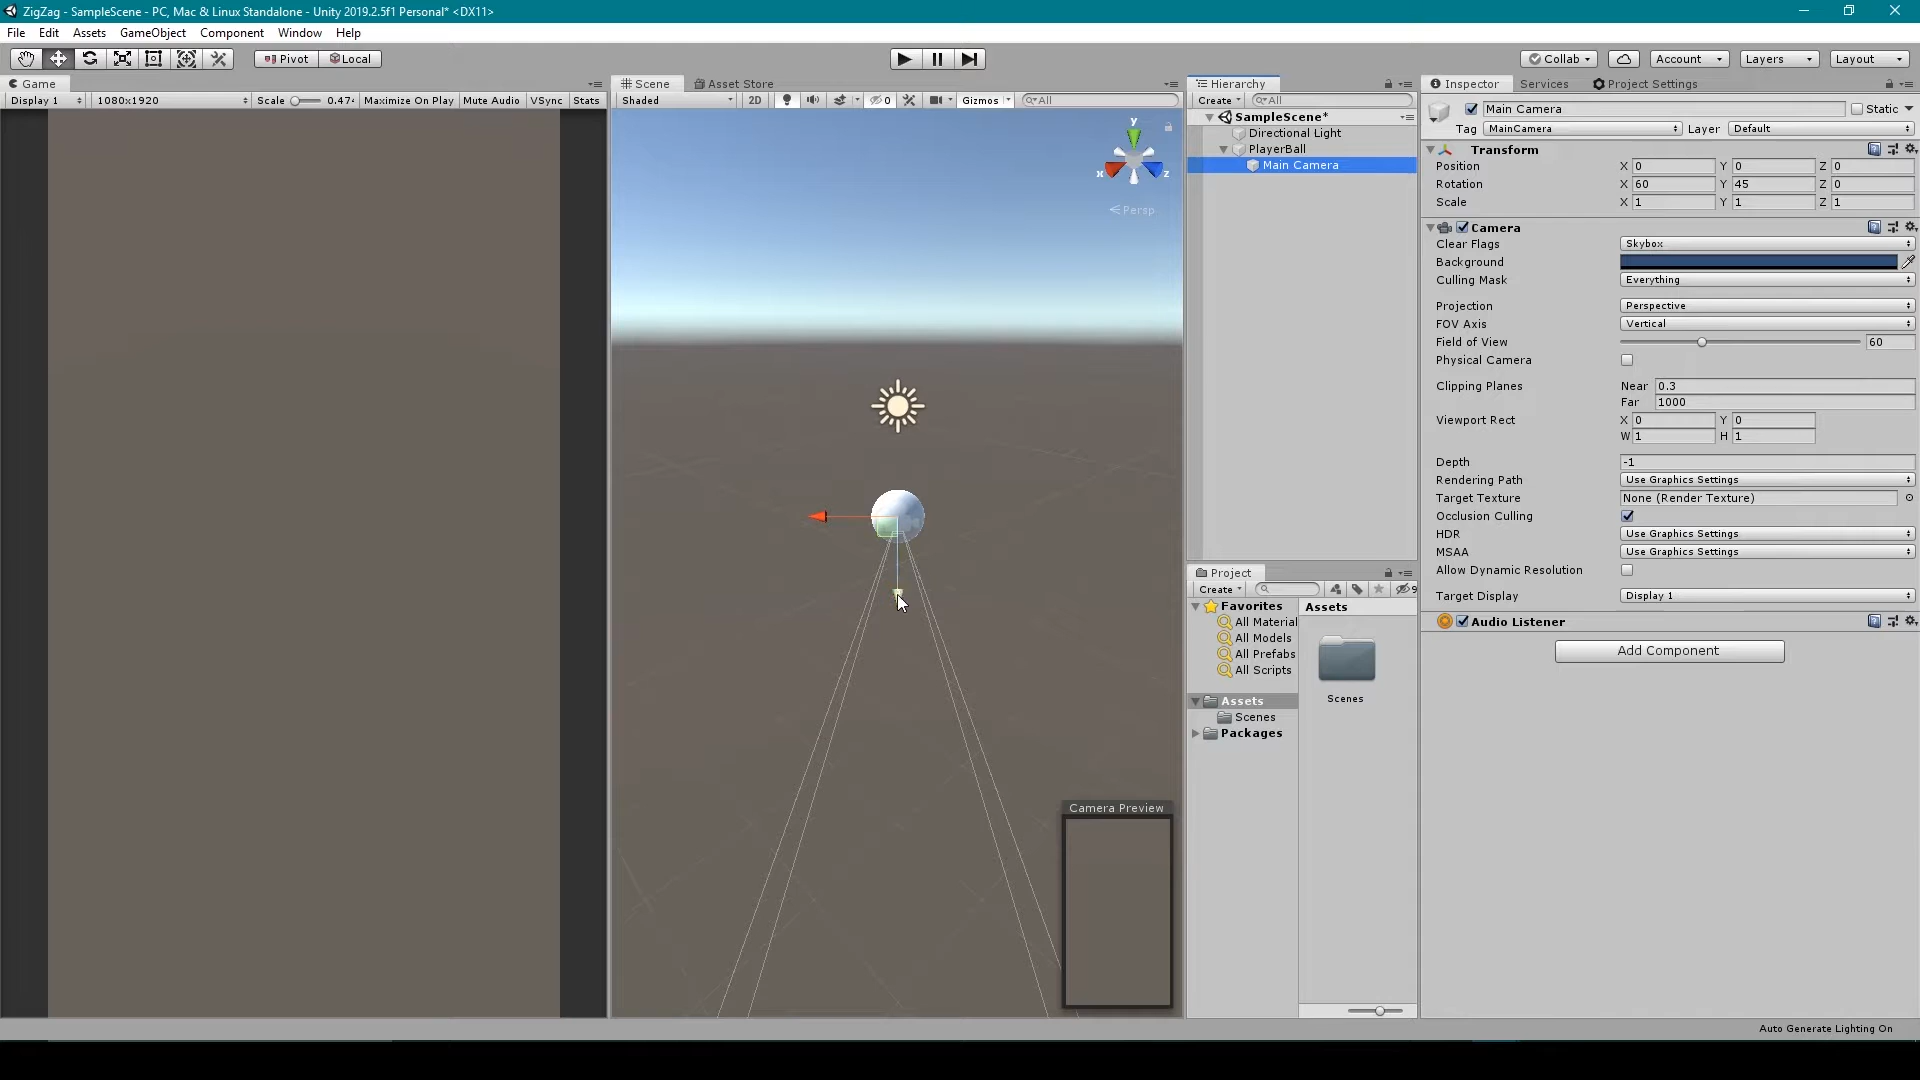 ZigZag - SampleScene - PC, Mac & Linux Standalone - Unity 2019.2.5f1 Personal* <DX11>
File Edit Assets GameObject Component Window Help
Pivot Local Collab Account Layers Layout
Game
Display 1 1080x1920 Scale 0.47 Maximize On Play Mute Audio VSync Stats
Scene Asset Store
Shaded 2D 0 Gizmos All
y
x z
Persp
Camera Preview
Hierarchy
Create All
SampleScene*
Directional Light
PlayerBall
Main Camera
Project
Create 9
Favorites
All Material
All Models
All Prefabs
All Scripts
Assets
Scenes
Packages
Assets
Scenes
Inspector Services Project Settings
Main Camera Static
Tag MainCamera Layer Default
Transform
Position X 0 Y 0 Z 0
Rotation X 60 Y 45 Z 0
Scale X 1 Y 1 Z 1
Camera
Clear Flags Skybox
Background
Culling Mask Everything
Projection Perspective
FOV Axis Vertical
Field of View 60
Physical Camera
Clipping Planes Near 0.3
Far 1000
Viewport Rect X 0 Y 0
W 1 H 1
Depth -1
Rendering Path Use Graphics Settings
Target Texture None (Render Texture)
Occlusion Culling
HDR Use Graphics Settings
MSAA Use Graphics Settings
Allow Dynamic Resolution
Target Display Display 1
Audio Listener
Add Component
Auto Generate Lighting On